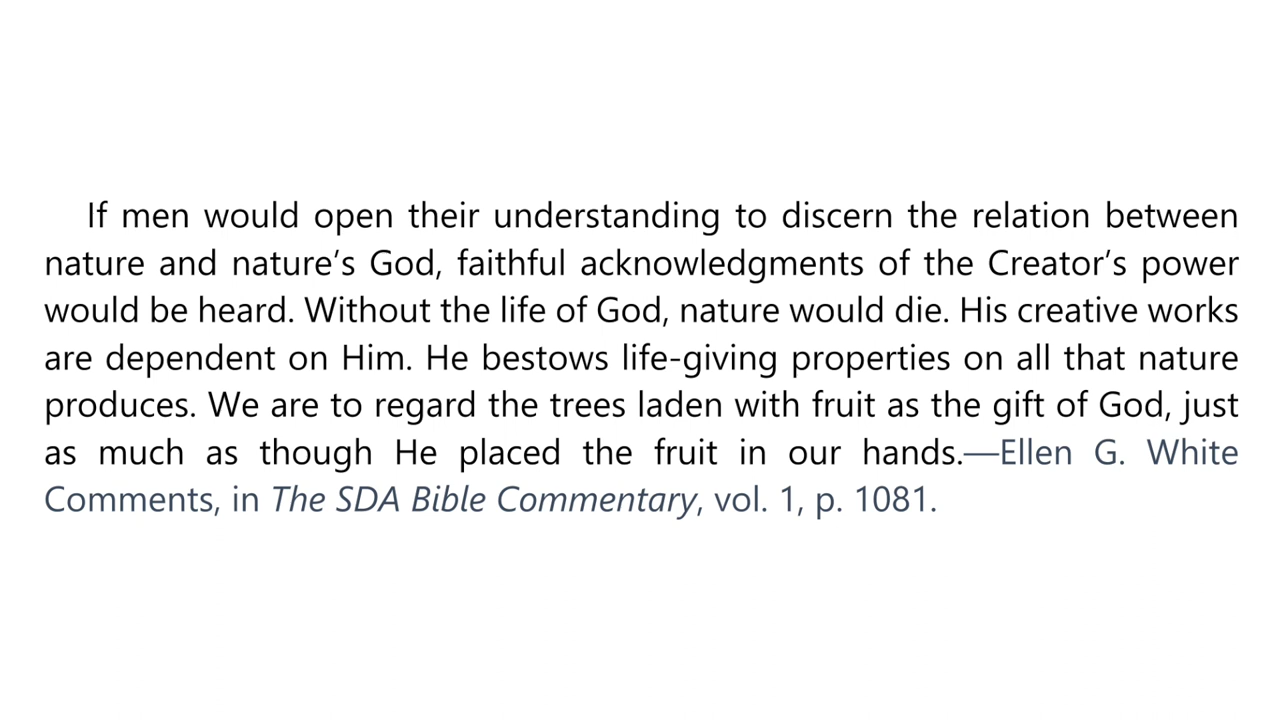 If men would open their understanding to discern the relation between
nature and nature’s God, faithful acknowledgments of the Creator’s power
would be heard. Without the life of God, nature would die. His creative works
are dependent on Him. He bestows life-giving properties on all that nature
produces. We are to regard the trees laden with fruit as the gift of God, just
as much as though He placed the fruit in our hands.—Ellen G. White
Comments, in The SDA Bible Commentary, vol. 1, p. 1081.